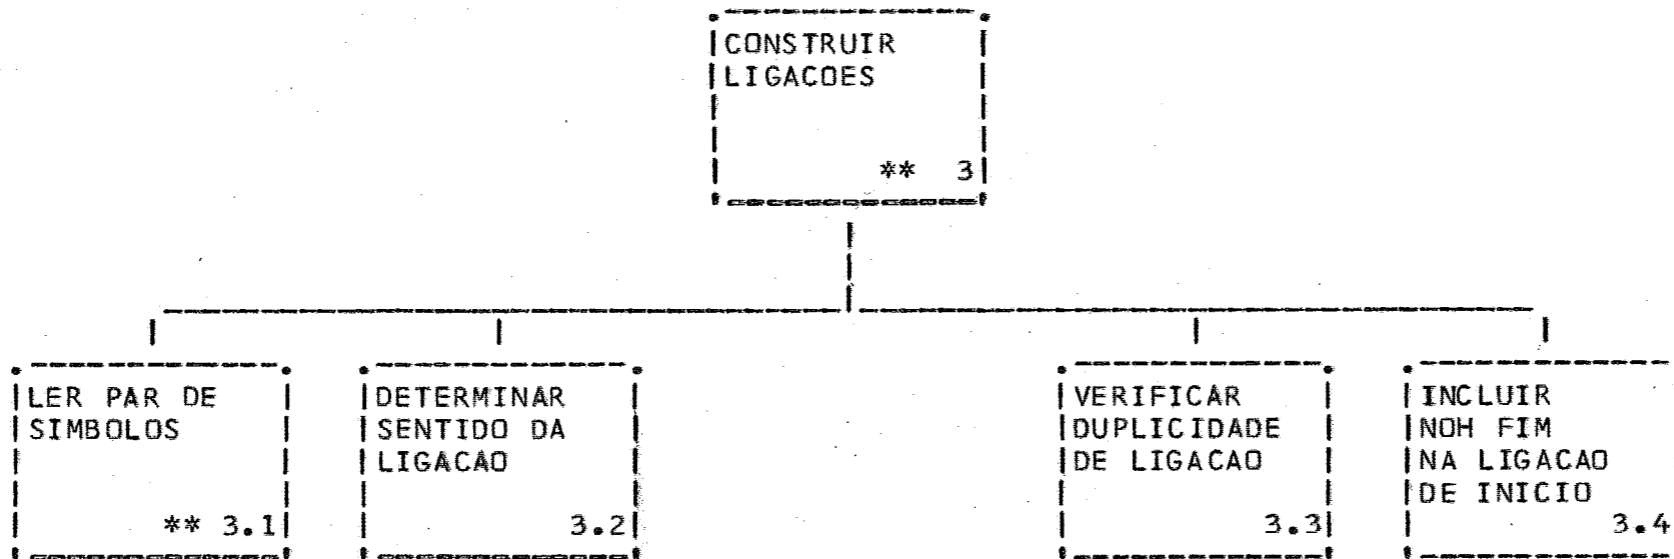 CONSTRUIR
LIGACOES
** 3
LER PAR DE
SIMBOLOS
** 3.1
DETERMINAR
SENTIDO DA
LIGACAO
3.2
VERIFICAR
DUPLICIDADE
DE LIGACAO
3.3
INCLUIR
NOH FIM
NA LIGACAO
DE INICIO
3.4